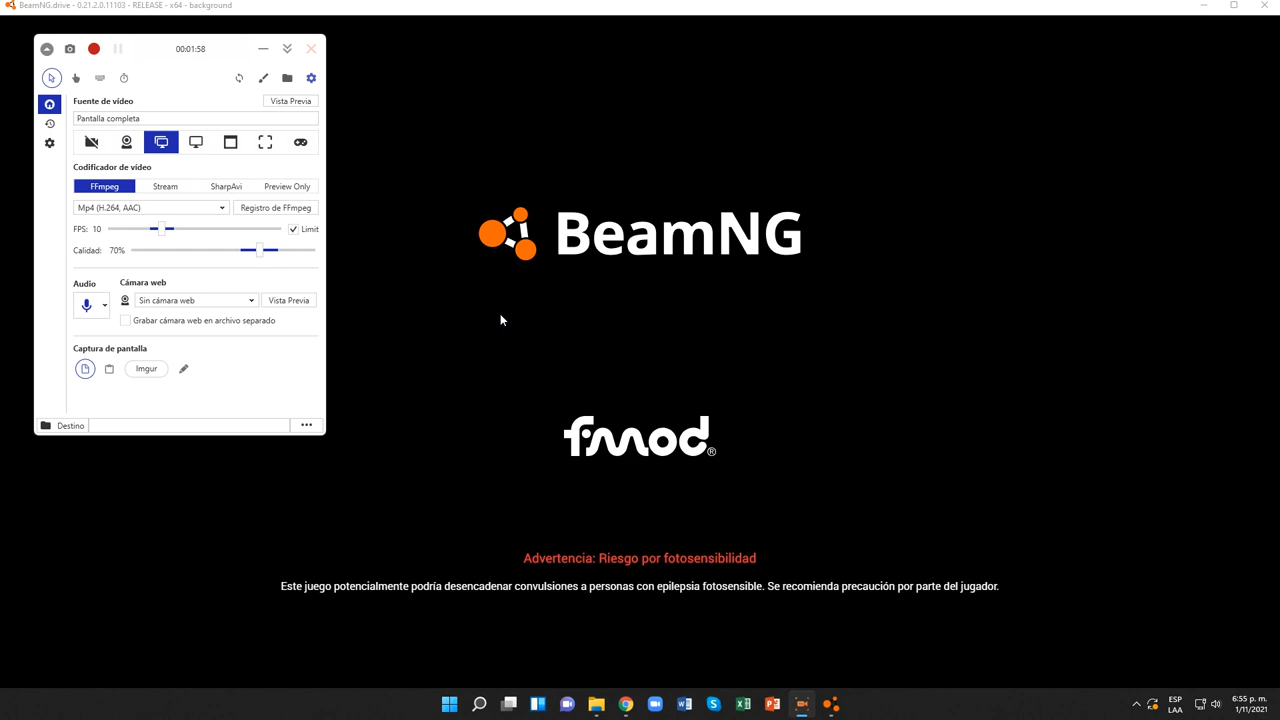 BeamNG.drive - 0.21.2.0.11103 - RELEASE - x64 - background
00:01:58
Fuente de vídeo
Vista Previa
Pantalla completa
Codificador de vídeo
FFmpeg Stream SharpAvi Preview Only
Mp4 (H.264, AAC)
Registro de FFmpeg
FPS: 10
Limit
Calidad: 70%
Audio
Cámara web
Sin cámara web
Vista Previa
Grabar cámara web en archivo separado
Captura de pantalla
Imgur
Destino
BeamNG
fmod®
Advertencia: Riesgo por fotosensibilidad
Este juego potencialmente podría desencadenar convulsiones a personas con epilepsia fotosensible. Se recomienda precaución por parte del jugador.
ESP
LAA
6:55 p. m.
1/11/2021